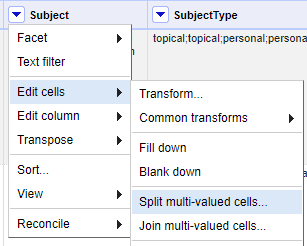 Subject
SubjectType
topical;topical;personal;persona
Facet
Text filter
Edit cells
Edit column
Transpose
Sort...
View
Reconcile
Transform...
Common transforms
Fill down
Blank down
Split multi-valued cells...
Join multi-valued cells...